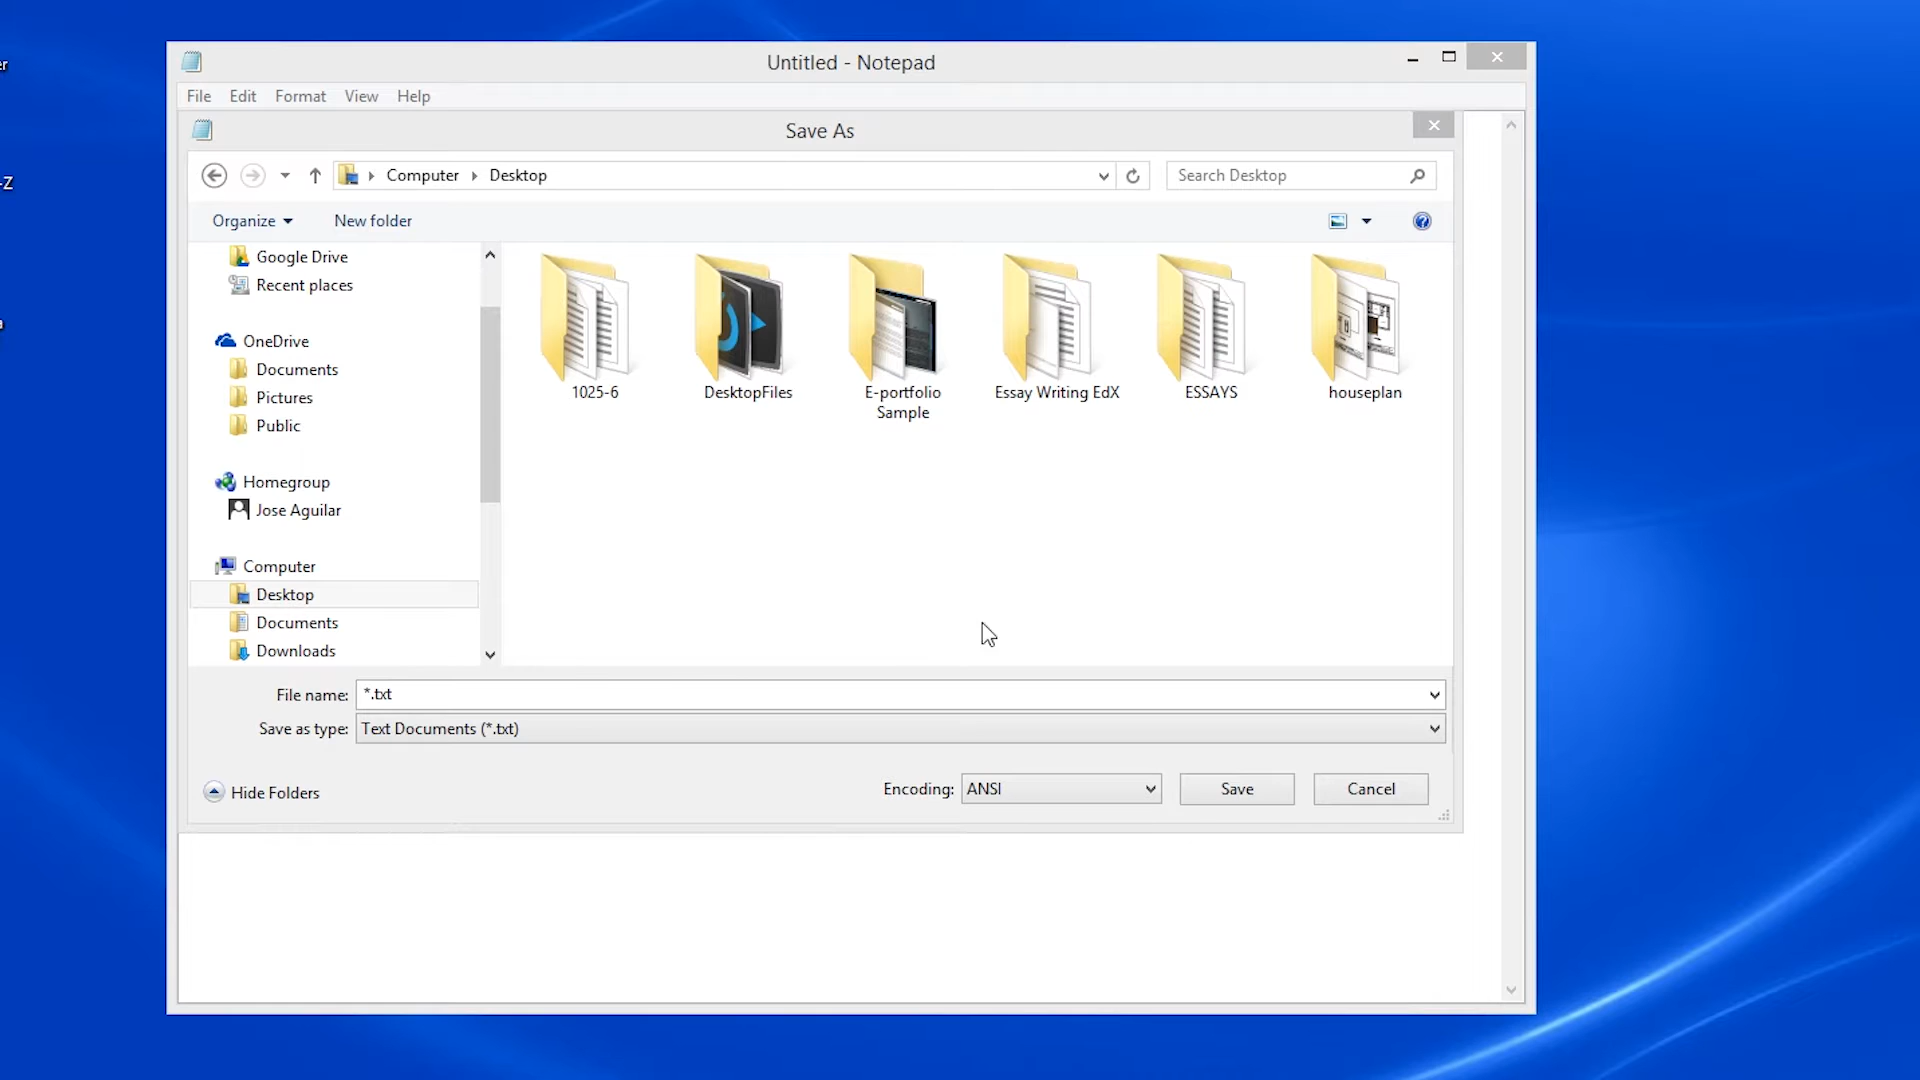 er
-Z
a
Untitled - Notepad
File Edit Format View Help
Save As
Computer Desktop
Search Desktop
Organize New folder
Google Drive
Recent places
OneDrive
Documents
Pictures
Public
Homegroup
Jose Aguilar
Computer
Desktop
Documents
Downloads
1025-6
DesktopFiles
E-portfolio
Sample
Essay Writing EdX
ESSAYS
houseplan
File name: *.txt
Save as type: Text Documents (*.txt)
Hide Folders
Encoding: ANSI Save Cancel